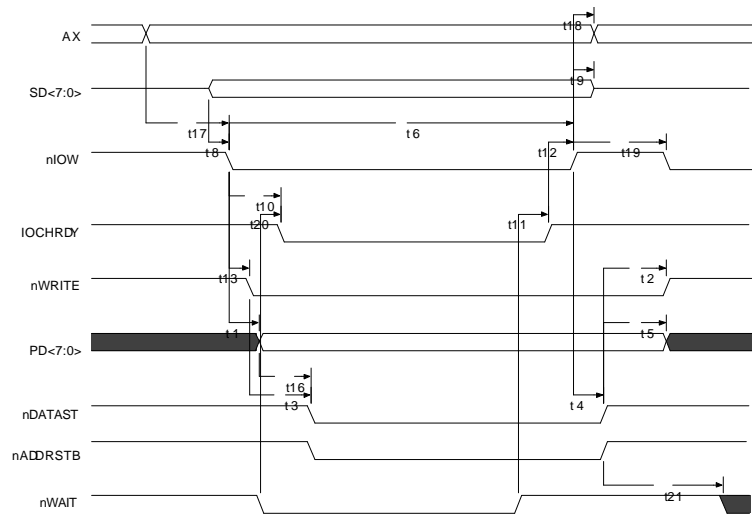 AX
t18
SD<7:0>
t9
t17
t6
t8
t12
t19
nIOW
t10
t20
t11
IOCHRDY
t13
t2
nWRITE
t1
t5
PD<7:0>
t16
t3
t4
nDATAST
nADDRSTB
t21
nWAIT